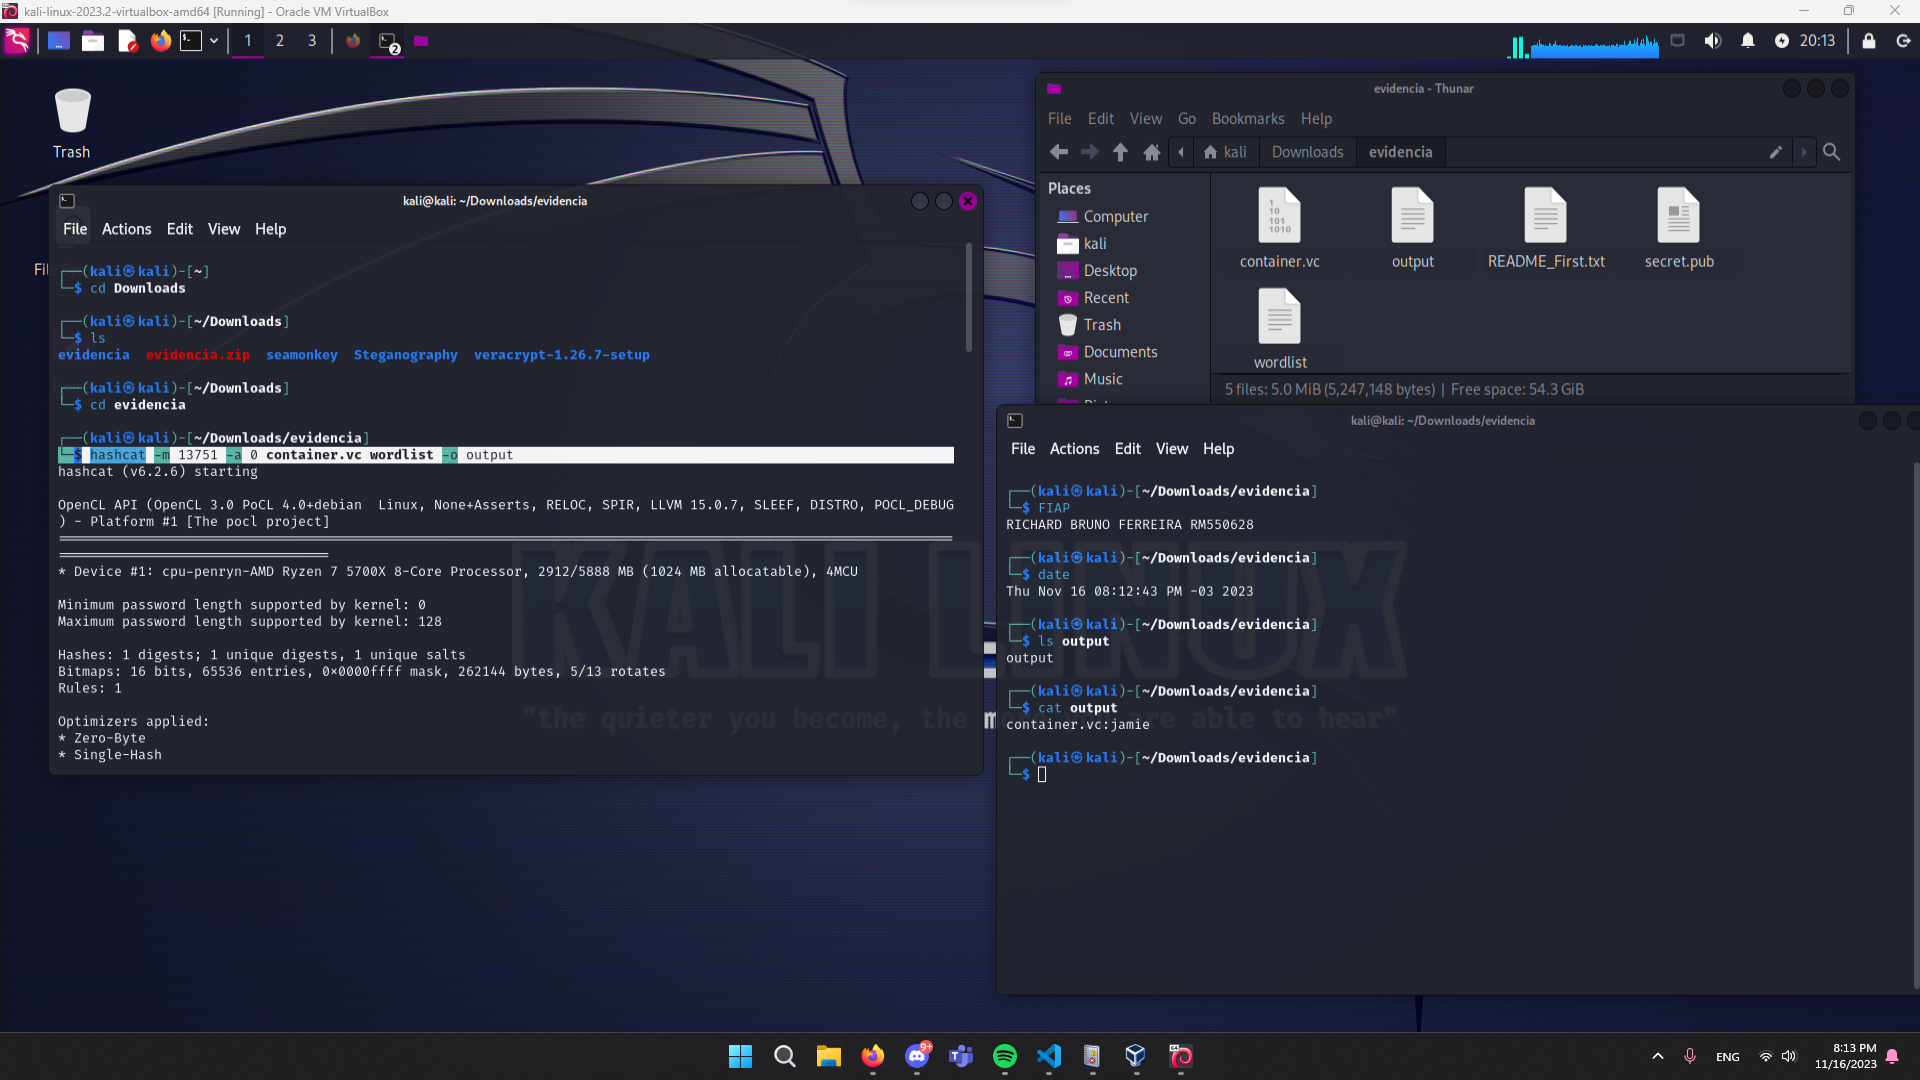 kali-linux-2023.2-virtualbox-amd64 [Running] - Oracle VM VirtualBox
1 2 3
2
20:13
Trash
Fil
kali@kali: ~/Downloads/evidencia
File Actions Edit View Help
┌──(kali㉿kali)-[~]
└─$ cd Downloads
┌──(kali㉿kali)-[~/Downloads]
└─$ ls
evidencia evidencia.zip seamonkey Steganography veracrypt-1.26.7-setup
┌──(kali㉿kali)-[~/Downloads]
└─$ cd evidencia
┌──(kali㉿kali)-[~/Downloads/evidencia]
└─$ hashcat -m 13751 -a 0 container.vc wordlist -o output
hashcat (v6.2.6) starting
OpenCL API (OpenCL 3.0 PoCL 4.0+debian  Linux, None+Asserts, RELOC, SPIR, LLVM 15.0.7, SLEEF, DISTRO, POCL_DEBUG
) - Platform #1 [The pocl project]
* Device #1: cpu-penryn-AMD Ryzen 7 5700X 8-Core Processor, 2912/5888 MB (1024 MB allocatable), 4MCU
Minimum password length supported by kernel: 0
Maximum password length supported by kernel: 128
Hashes: 1 digests; 1 unique digests, 1 unique salts
Bitmaps: 16 bits, 65536 entries, 0×0000ffff mask, 262144 bytes, 5/13 rotates
Rules: 1
Optimizers applied:
* Zero-Byte
* Single-Hash
KALI LINUX
"the quieter you become, the more you are able to hear"
evidencia - Thunar
File Edit View Go Bookmarks Help
kali Downloads evidencia
Places
Computer
kali
Desktop
Recent
Trash
Documents
Music
container.vc
output
README_First.txt
secret.pub
wordlist
5 files: 5.0 MiB (5,247,148 bytes) | Free space: 54.3 GiB
kali@kali: ~/Downloads/evidencia
File Actions Edit View Help
┌──(kali㉿kali)-[~/Downloads/evidencia]
└─$ FIAP
RICHARD BRUNO FERREIRA RM550628
┌──(kali㉿kali)-[~/Downloads/evidencia]
└─$ date
Thu Nov 16 08:12:43 PM -03 2023
┌──(kali㉿kali)-[~/Downloads/evidencia]
└─$ ls output
output
┌──(kali㉿kali)-[~/Downloads/evidencia]
└─$ cat output
container.vc:jamie
┌──(kali㉿kali)-[~/Downloads/evidencia]
└─$
9+
64
ENG
8:13 PM
11/16/2023